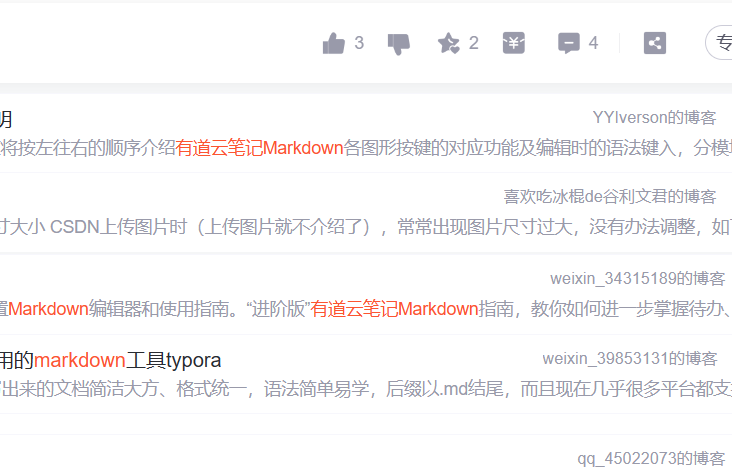 3 2 4 专
明 YYlverson的博客
将按左往右的顺序介绍有道云笔记Markdown各图形按键的对应功能及编辑时的语法键入，分模
喜欢吃冰棍de谷利文君的博客
寸大小 CSDN上传图片时（上传图片就不介绍了），常常出现图片尺寸过大，没有办法调整，如
weixin_34315189的博客
置Markdown编辑器和使用指南。“进阶版”有道云笔记Markdown指南，教你如何进一步掌握待办、
用的markdown工具typora weixin_39853131的博客
出来的文档简洁大方、格式统一，语法简单易学，后缀以.md结尾，而且现在几乎很多平台都支
qq_45022073的博客